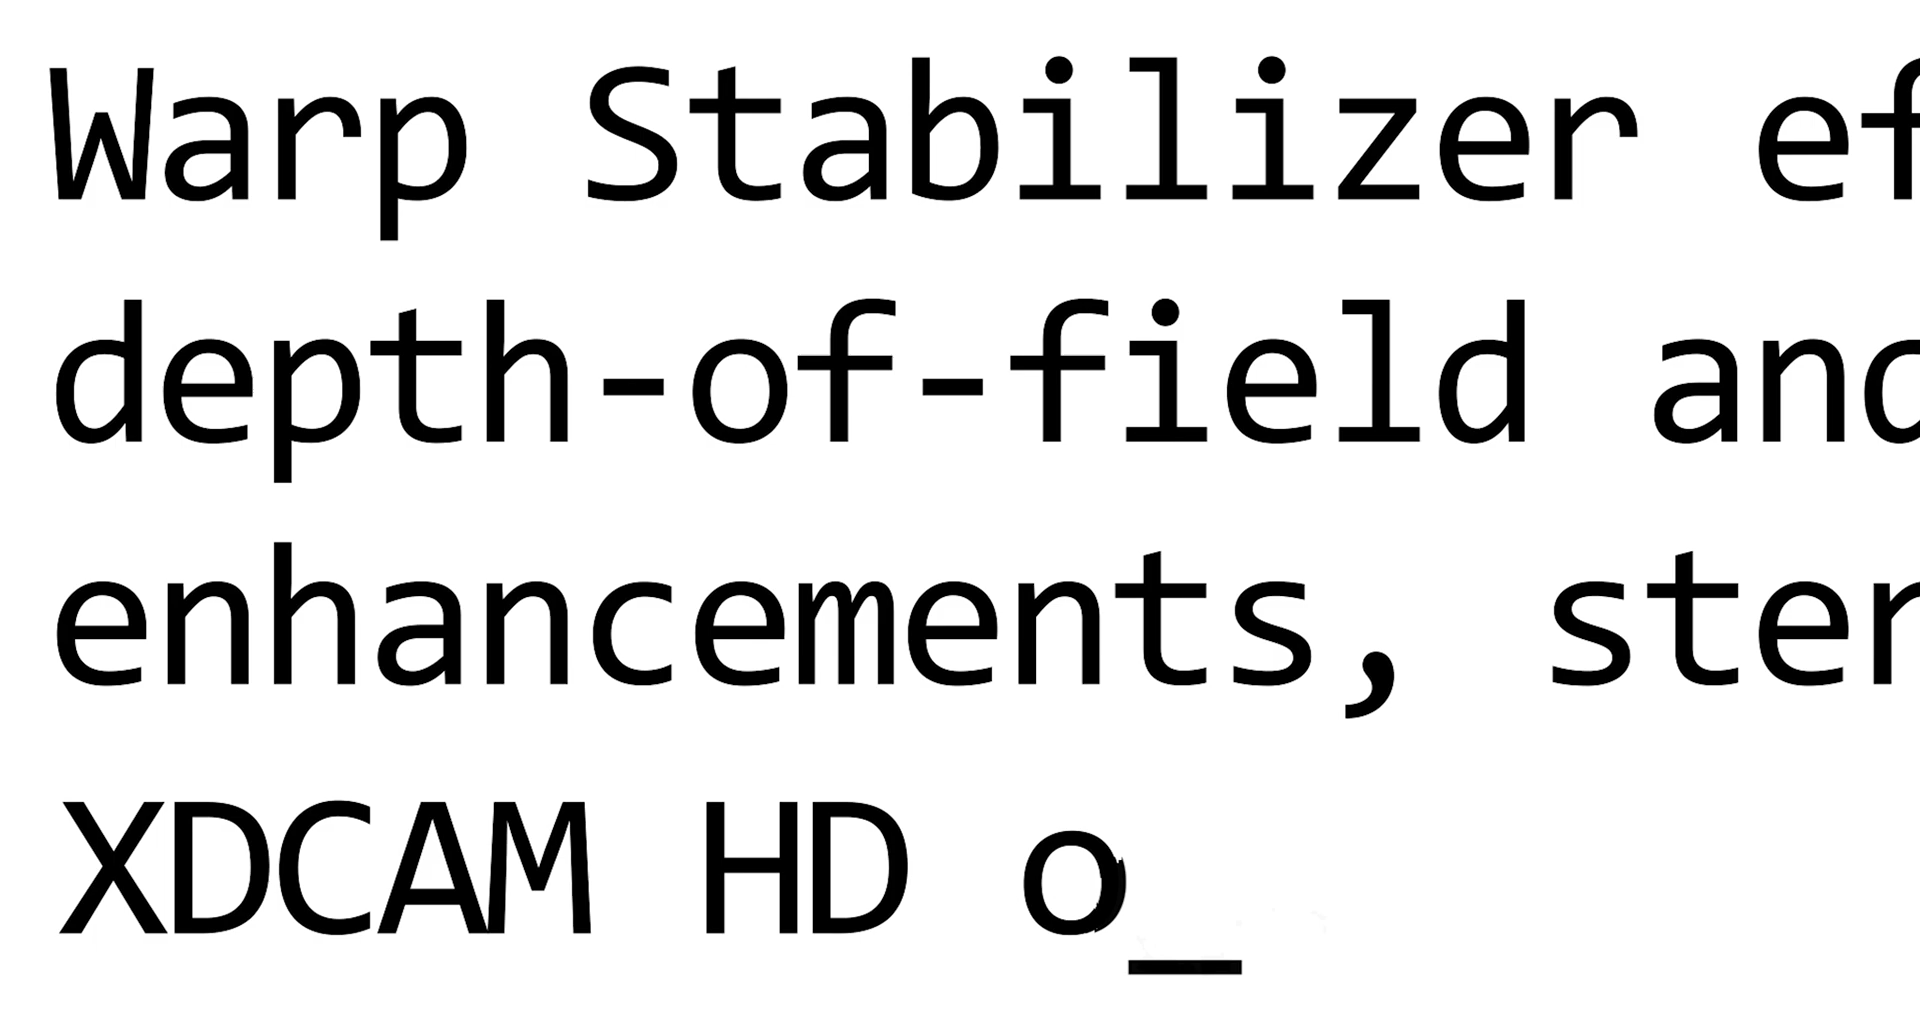 Warp Stabilizer ef
depth-of-field and
enhancements, ster
XDCAM HD o_